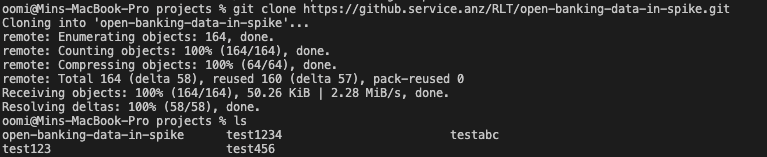 oomi@Mins-MacBook-Pro projects % git clone https://github.service.anz/RLT/open-banking-data-in-spike.git
Cloning into 'open-banking-data-in-spike'...
remote: Enumerating objects: 164, done.
remote: Counting objects: 100% (164/164), done.
remote: Compressing objects: 100% (64/64), done.
remote: Total 164 (delta 58), reused 160 (delta 57), pack-reused 0
Receiving objects: 100% (164/164), 50.26 KiB | 2.28 MiB/s, done.
Resolving deltas: 100% (58/58), done.
oomi@Mins-MacBook-Pro projects % ls
open-banking-data-in-spike test1234 testabc
test123 test456